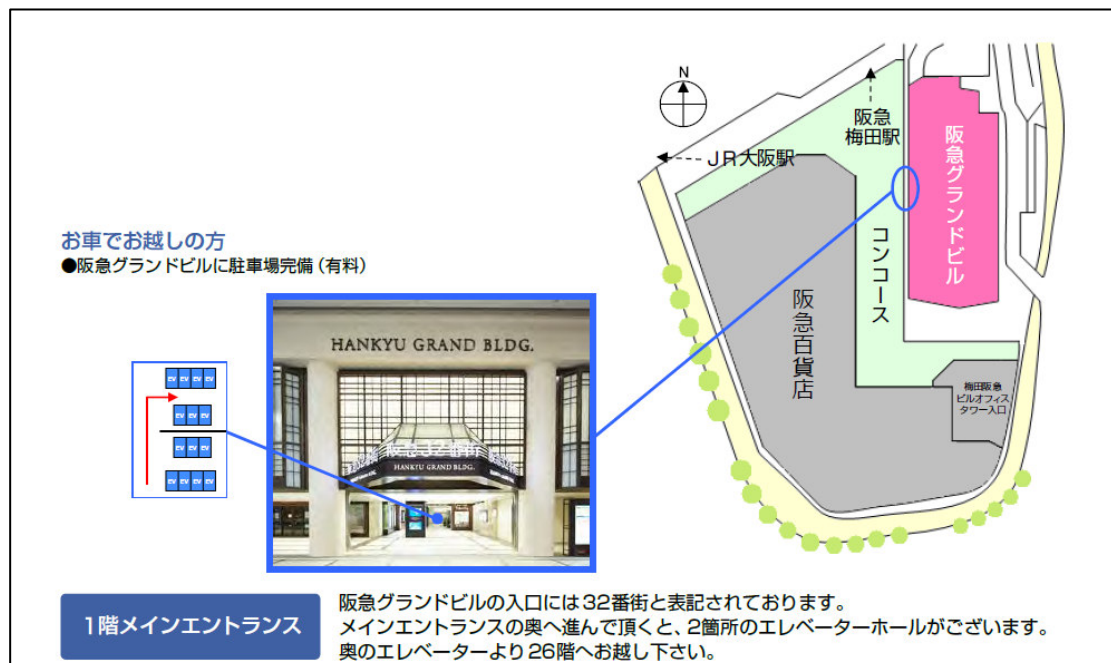 N
阪急
梅田駅
JR大阪駅
阪急グランドビル
コンコース
阪急百貨店
梅田阪急
ビルオフィス
タワー入口
お車でお越しの方
●阪急グランドビルに駐車場完備（有料）
HANKYU GRAND BLDG.
阪急32番街
HANKYU GRAND BLDG.
EV EV EV EV
EV EV EV
EV EV EV
EV EV EV EV
1階メインエントランス
阪急グランドビルの入口には32番街と表記されております。
メインエントランスの奥へ進んで頂くと、2箇所のエレベーターホールがございます。
奥のエレベーターより26階へお越し下さい。